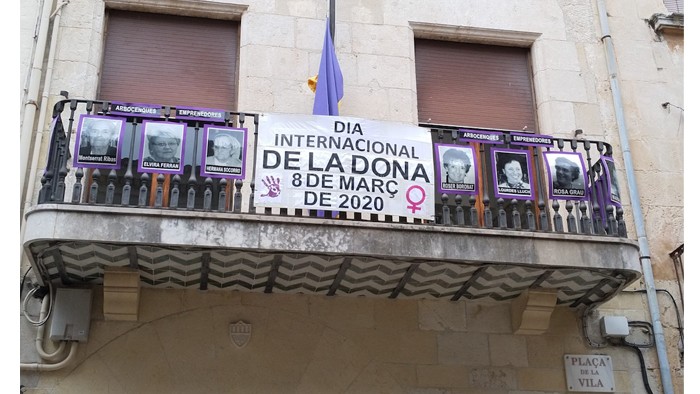 ARBOCENQUES EMPRENEDORES
Montserrat Ribas
ELVIRA FERRAN
HERMANA SOCORRO
DIA
INTERNACIONAL
DE LA DONA
8 DE MARÇ
DE 2020
ARBOCENQUES EMPRENEDORES
ROSER BORONAT
LOURDES LLUCH
ROSA GRAU
PLAÇA
DE LA
VILA